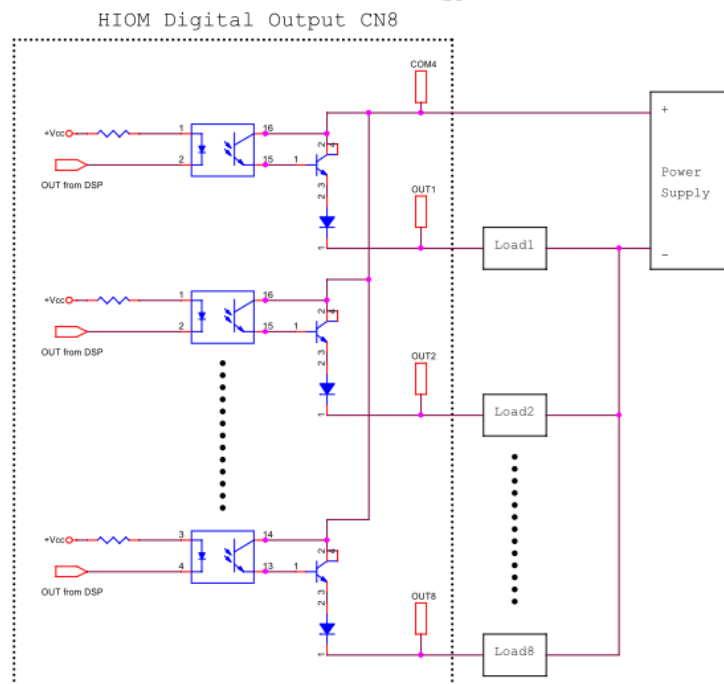 HIOM Digital Output CN8
COM4
+
+Vcc
1
16
2
4
2
15
1
OUT from DSP
3
2
Power
Supply
OUT1
1
Load1
-
+Vcc
1
16
2
4
2
15
1
OUT from DSP
3
2
OUT2
1
Load2
+Vcc
3
14
2
4
4
13
1
OUT from DSP
3
2
OUT8
1
Load8